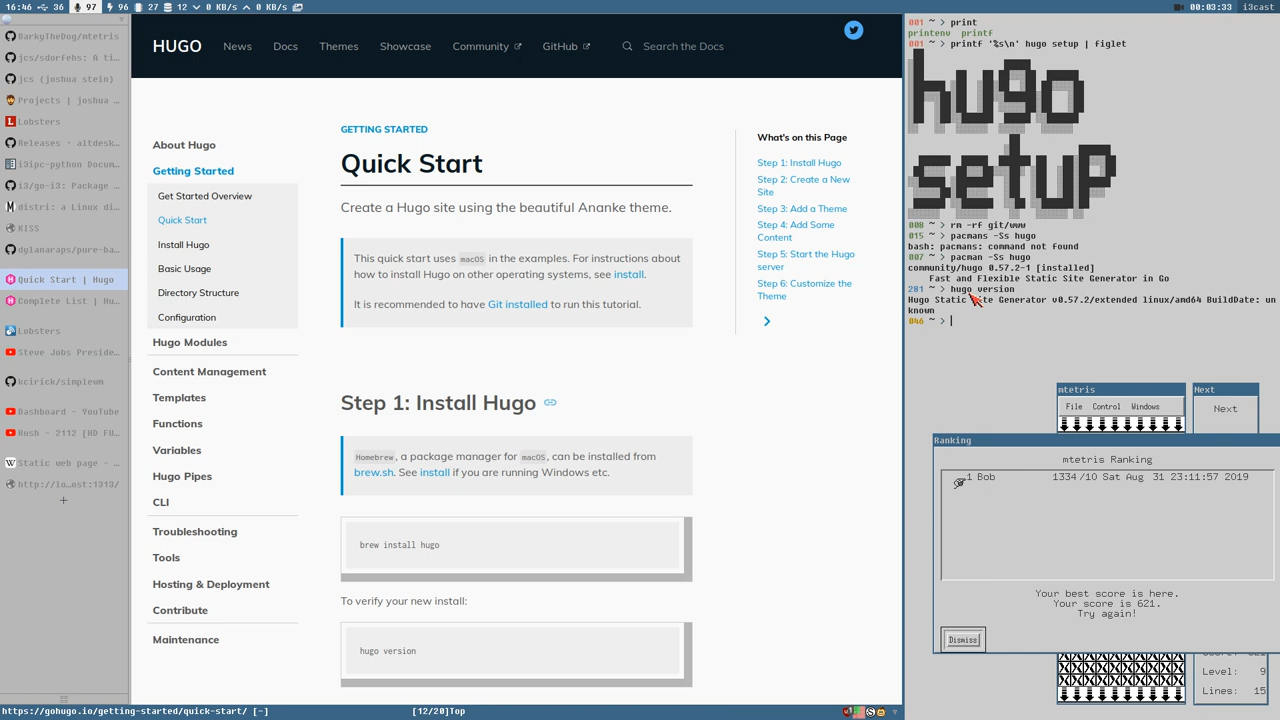 16:46 36 97 96 27 12 0 KB/s 0 KB/s 00:03:33 i3cast
BarkyTheDog/mtetris
jcs/sdorfehs: A ti…
jcs (joshua stein)
Projects | joshua …
Lobsters
Releases · altdesk…
i3ipc-python Docum…
i3/go-i3: Package …
distri: a linux di…
KISS
dylanaraps/pure-ba…
Quick Start | Hugo
Complete List | Hu…
Lobsters
Steve Jobs Preside…
kcirick/simplewm
Dashboard - YouTube
Rush - 2112 [HD FU…
Static web page - …
http://lo…ost:1313/
HUGO News Docs Themes Showcase Community GitHub Search the Docs
About Hugo
Getting Started
Get Started Overview
Quick Start
Install Hugo
Basic Usage
Directory Structure
Configuration
Hugo Modules
Content Management
Templates
Functions
Variables
Hugo Pipes
CLI
Troubleshooting
Tools
Hosting & Deployment
Contribute
Maintenance
GETTING STARTED
Quick Start
Create a Hugo site using the beautiful Ananke theme.
This quick start uses macOS in the examples. For instructions about
how to install Hugo on other operating systems, see install.
It is recommended to have Git installed to run this tutorial.
Step 1: Install Hugo
Homebrew, a package manager for macOS, can be installed from
brew.sh. See install if you are running Windows etc.
brew install hugo
To verify your new install:
hugo version
What's on this Page
Step 1: Install Hugo
Step 2: Create a New
Site
Step 3: Add a Theme
Step 4: Add Some
Content
Step 5: Start the Hugo
server
Step 6: Customize the
Theme
https://gohugo.io/getting-started/quick-start/ [-] [12/20]Top
001 ~ > print
printenv printf
001 ~ > printf '%s\n' hugo setup | figlet
hugo
setup
008 ~ > rm -rf git/www
015 ~ > pacmans -Ss hugo
bash: pacmans: command not found
007 ~ > pacman -Ss hugo
community/hugo 0.57.2-1 [installed]
Fast and Flexible Static Site Generator in Go
281 ~ > hugo version
Hugo Static Site Generator v0.57.2/extended linux/amd64 BuildDate: un
known
046 ~ >
mtetris
File Control Windows
Next
Next
Ranking
mtetris Ranking
1 Bob 1334/10 Sat Aug 31 23:11:57 2019
Your best score is here.
Your score is 621.
Try again!
Dismiss
Level: 9
Lines: 15